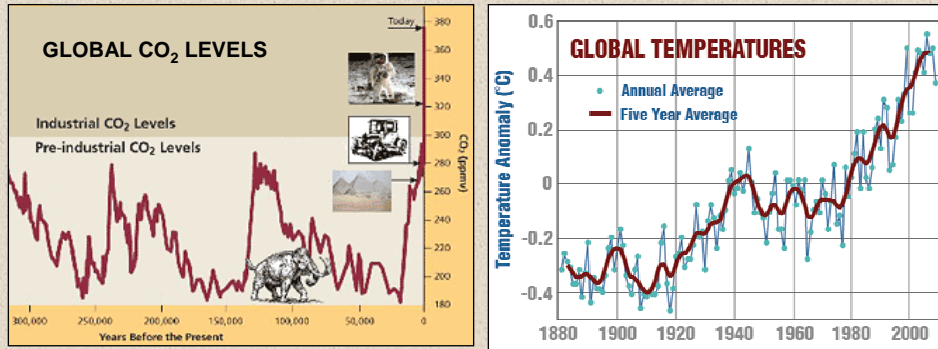 GLOBAL CO2 LEVELS
Today
Industrial CO2 Levels
Pre-industrial CO2 Levels
380
360
340
320
300
280
260
240
220
200
180
CO2 (ppmv)
300,000 250,000 200,000 150,000 100,000 50,000 0
Years Before the Present
GLOBAL TEMPERATURES
Annual Average
Five Year Average
Temperature Anomaly (°C)
0.6
0.4
0.2
0
-0.2
-0.4
1880 1900 1920 1940 1960 1980 2000